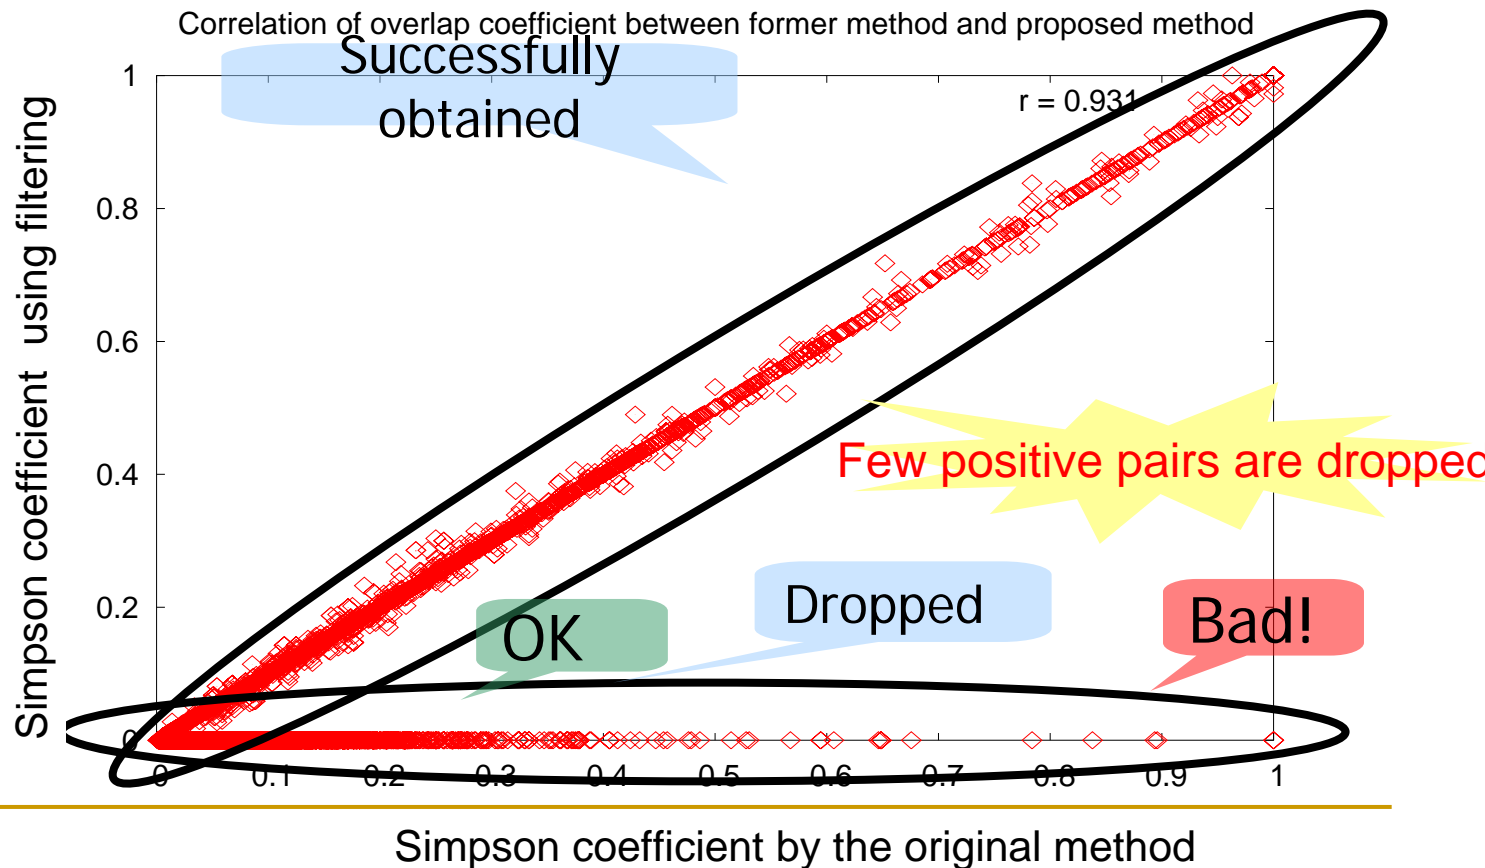 Correlation of overlap coefficient between former method and proposed method
Successfully
obtained
r = 0.931
Simpson coefficient using filtering
1
0.8
0.6
0.4
0.2
0
Few positive pairs are dropped
OK
Dropped
Bad!
0 0.1 0.2 0.3 0.4 0.5 0.6 0.7 0.8 0.9 1
Simpson coefficient by the original method